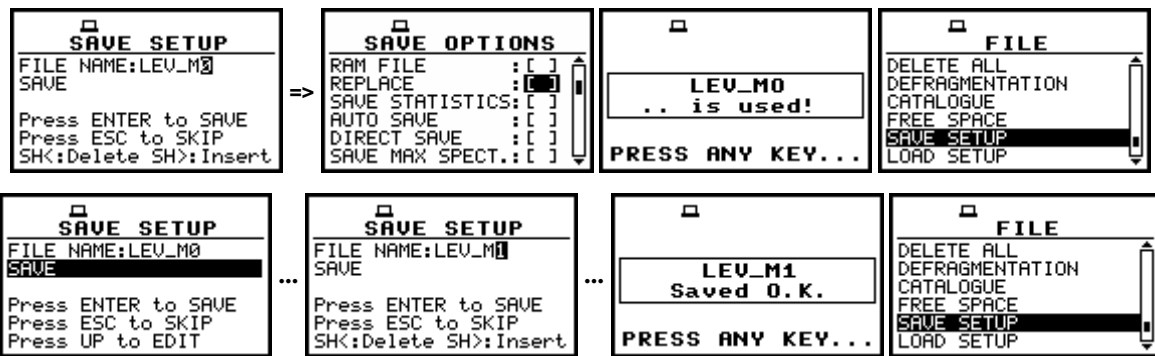 SAVE SETUP
FILE NAME:LEV_M0
SAVE
Press ENTER to SAVE
Press ESC to SKIP
SH<:Delete SH>:Insert
=>
SAVE OPTIONS
RAM FILE :[ ]
REPLACE :[ ]
SAVE STATISTICS:[ ]
AUTO SAVE :[ ]
DIRECT SAVE :[ ]
SAVE MAX SPECT.:[ ]
LEV_M0
.. is used!
PRESS ANY KEY...
FILE
DELETE ALL
DEFRAGMENTATION
CATALOGUE
FREE SPACE
SAVE SETUP
LOAD SETUP
SAVE SETUP
FILE NAME:LEV_M0
SAVE
Press ENTER to SAVE
Press ESC to SKIP
Press UP to EDIT
...
SAVE SETUP
FILE NAME:LEV_M1
SAVE
Press ENTER to SAVE
Press ESC to SKIP
SH<:Delete SH>:Insert
...
LEV_M1
Saved O.K.
PRESS ANY KEY...
FILE
DELETE ALL
DEFRAGMENTATION
CATALOGUE
FREE SPACE
SAVE SETUP
LOAD SETUP